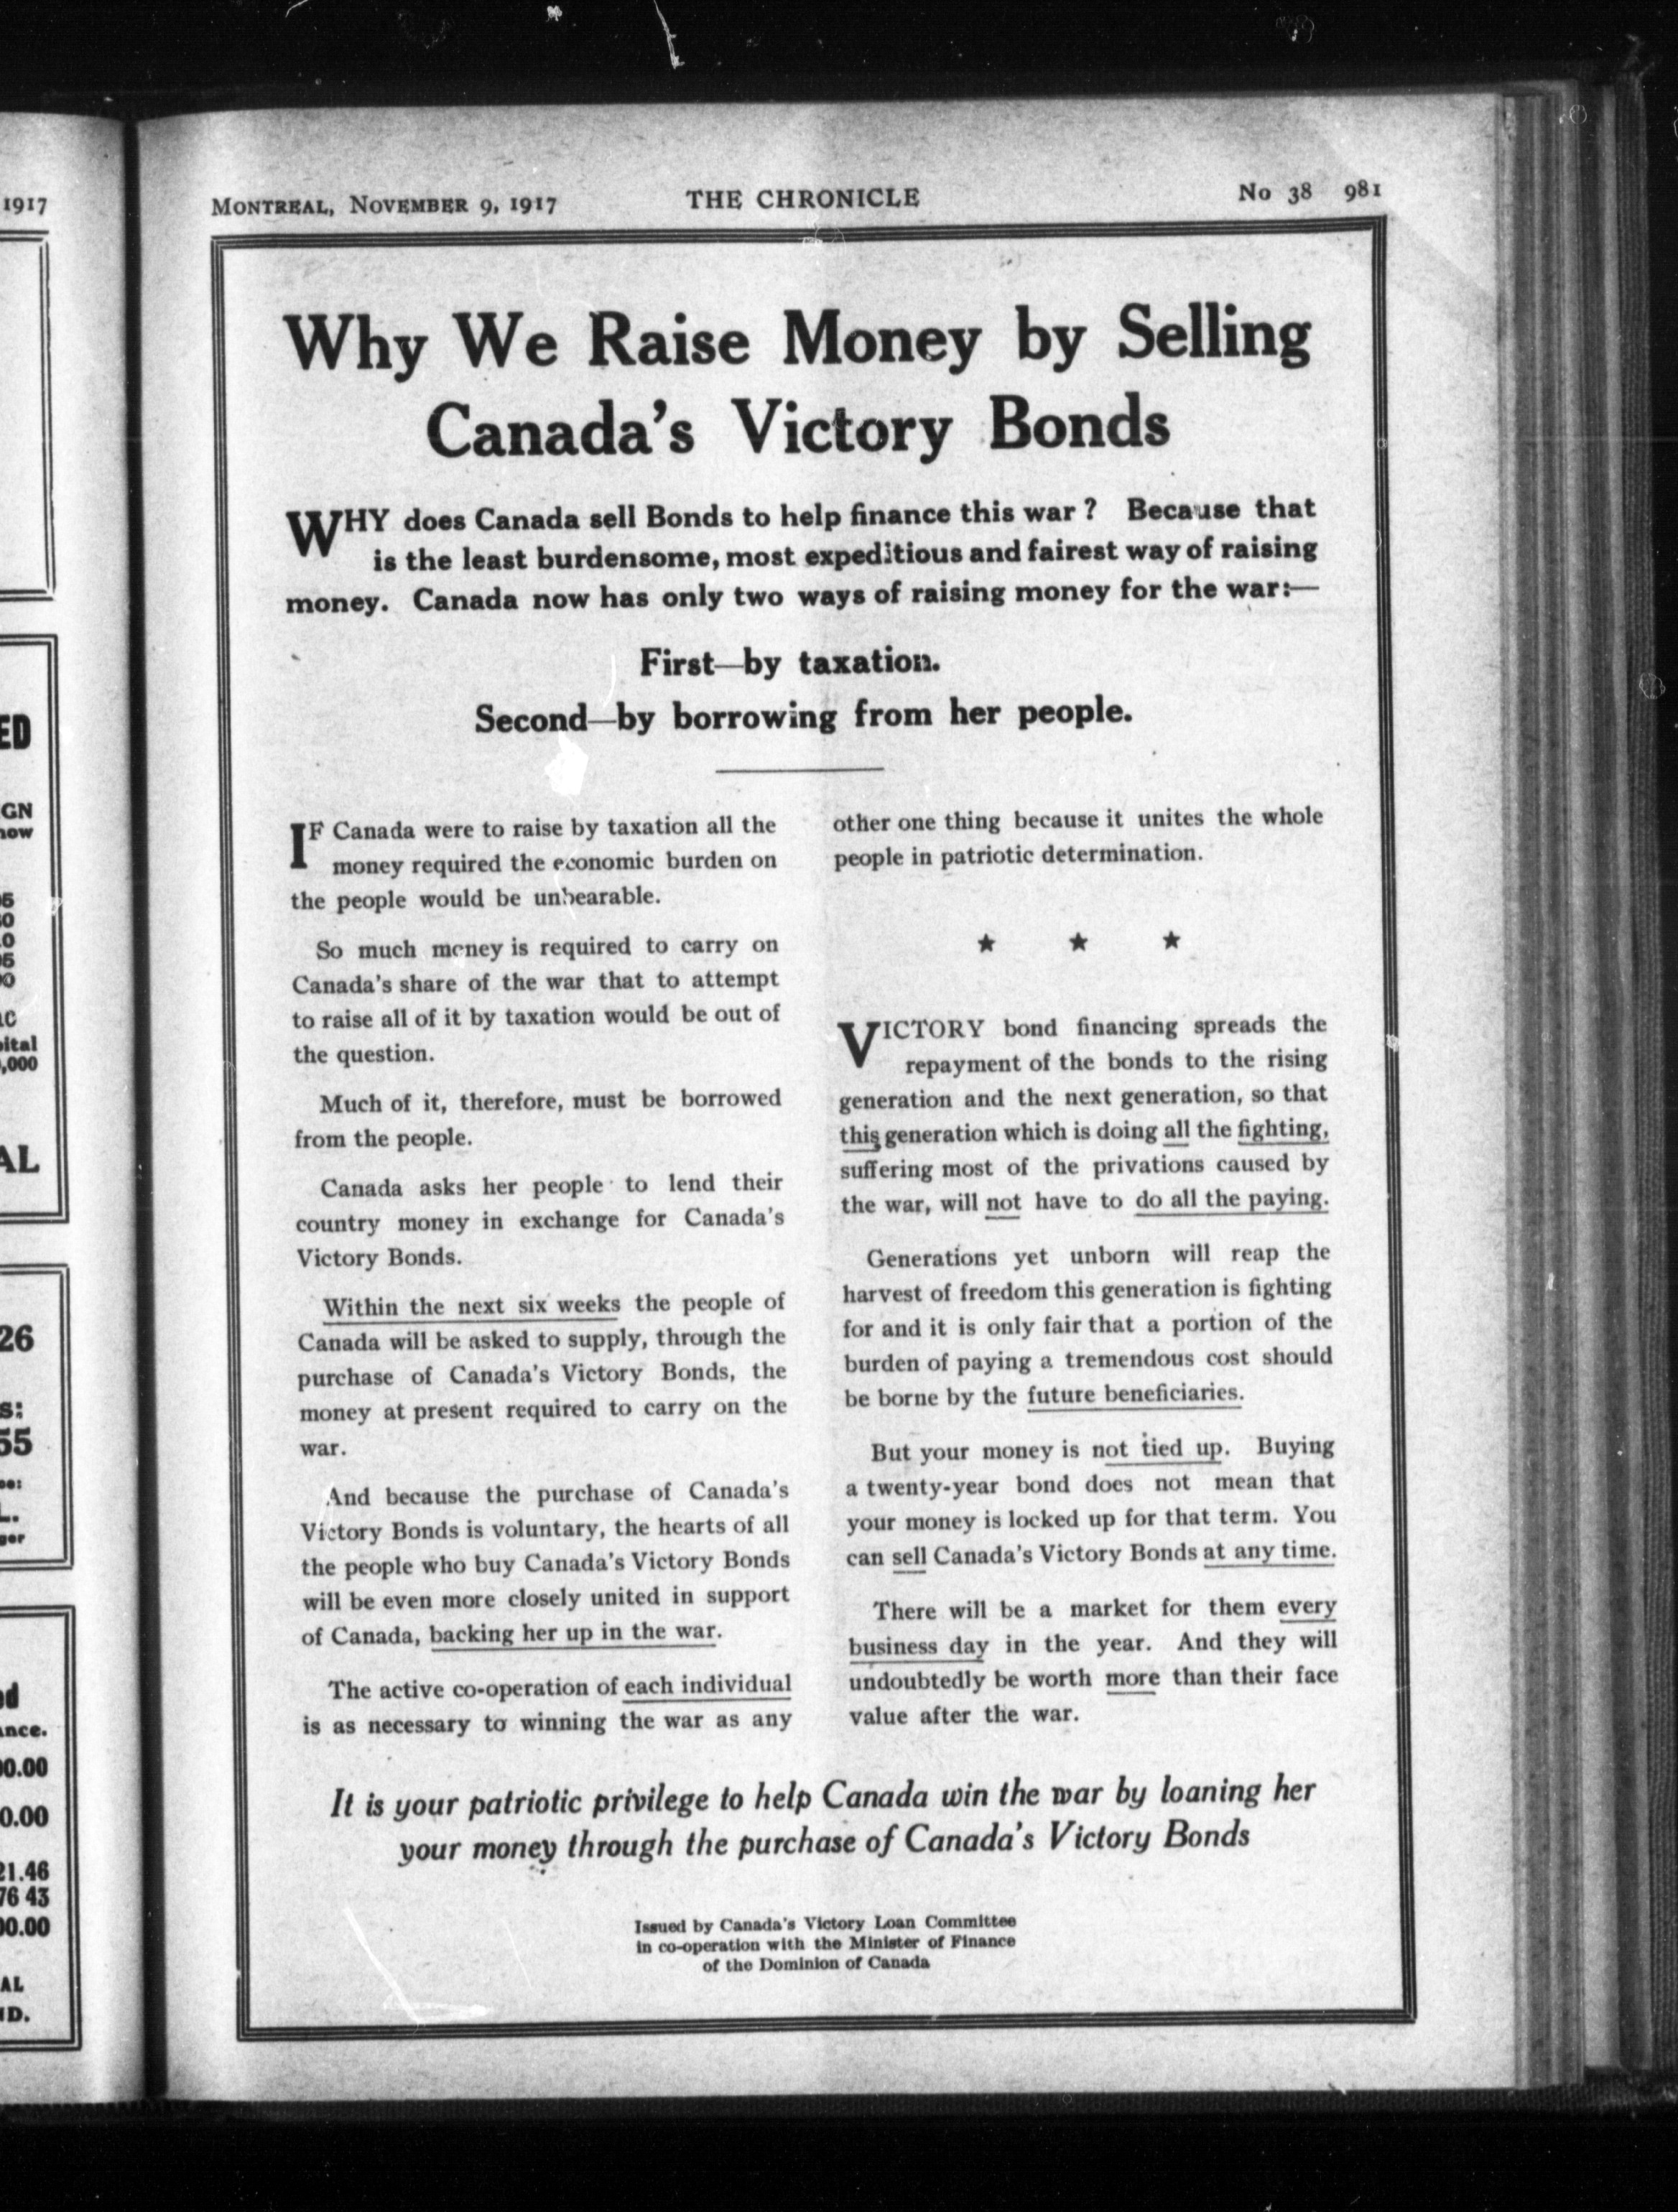 1917
ED
GN
now
ital
,000
AL
26
s:
55
L.
ance.
00.00
0.00
21.46
76 43
00.00
AL
ND.
MONTREAL, NOVEMBER 9, 1917 THE CHRONICLE No 38 981
Why We Raise Money by Selling
Canada's Victory Bonds
WHY does Canada sell Bonds to help finance this war? Because that
is the least burdensome, most expeditious and fairest way of raising
money. Canada now has only two ways of raising money for the war:—
First—by taxation.
Second—by borrowing from her people.
IF Canada were to raise by taxation all the
money required the economic burden on
the people would be unbearable.
So much money is required to carry on
Canada's share of the war that to attempt
to raise all of it by taxation would be out of
the question.
Much of it, therefore, must be borrowed
from the people.
Canada asks her people to lend their
country money in exchange for Canada's
Victory Bonds.
Within the next six weeks the people of
Canada will be asked to supply, through the
purchase of Canada's Victory Bonds, the
money at present required to carry on the
war.
And because the purchase of Canada's
Victory Bonds is voluntary, the hearts of all
the people who buy Canada's Victory Bonds
will be even more closely united in support
of Canada, backing her up in the war.
The active co-operation of each individual
is as necessary to winning the war as any
other one thing because it unites the whole
people in patriotic determination.
★ ★ ★
VICTORY bond financing spreads the
repayment of the bonds to the rising
generation and the next generation, so that
this generation which is doing all the fighting,
suffering most of the privations caused by
the war, will not have to do all the paying.
Generations yet unborn will reap the
harvest of freedom this generation is fighting
for and it is only fair that a portion of the
burden of paying a tremendous cost should
be borne by the future beneficiaries.
But your money is not tied up. Buying
a twenty-year bond does not mean that
your money is locked up for that term. You
can sell Canada's Victory Bonds at any time.
There will be a market for them every
business day in the year. And they will
undoubtedly be worth more than their face
value after the war.
It is your patriotic privilege to help Canada win the war by loaning her
your money through the purchase of Canada's Victory Bonds
Issued by Canada's Victory Loan Committee
in co-operation with the Minister of Finance
of the Dominion of Canada